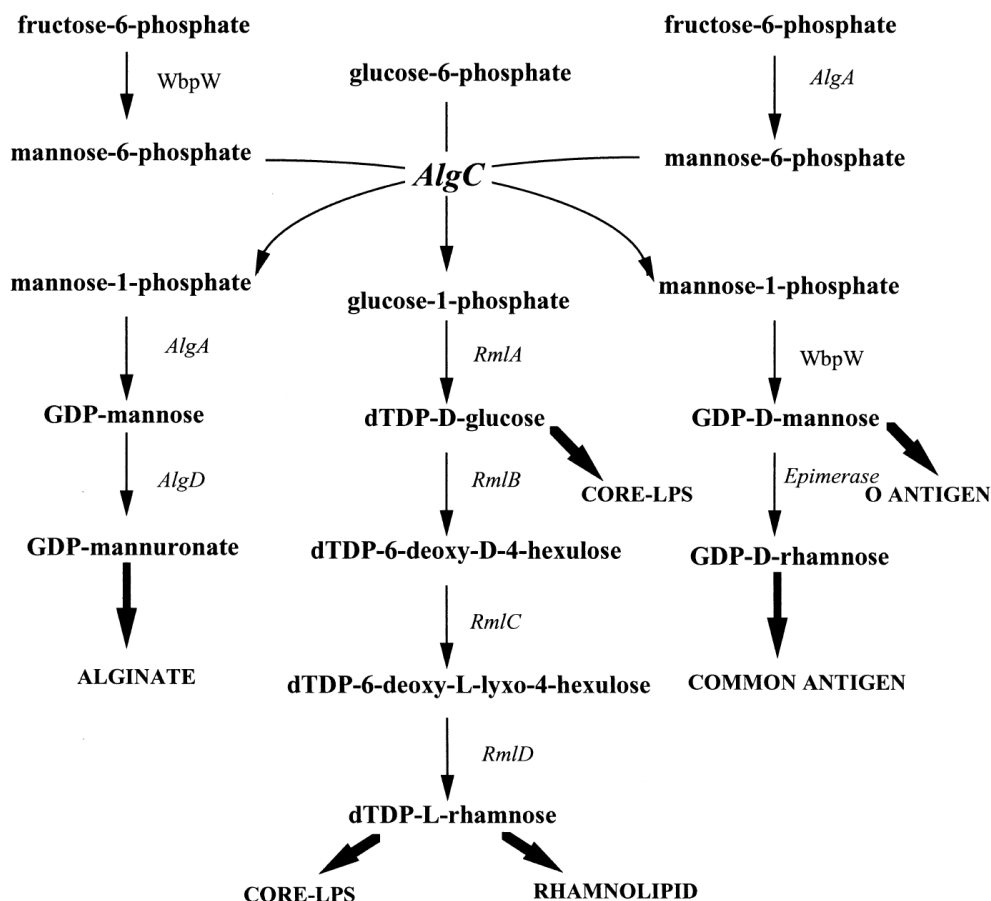 fructose-6-phosphate
fructose-6-phosphate
WbpW
glucose-6-phosphate
AlgA
mannose-6-phosphate
mannose-6-phosphate
AlgC
mannose-1-phosphate
glucose-1-phosphate
mannose-1-phosphate
AlgA
RmlA
WbpW
GDP-mannose
dTDP-D-glucose
GDP-D-mannose
AlgD
RmlB
CORE-LPS
Epimerase
O ANTIGEN
GDP-mannuronate
dTDP-6-deoxy-D-4-hexulose
GDP-D-rhamnose
RmlC
ALGINATE
dTDP-6-deoxy-L-lyxo-4-hexulose
COMMON ANTIGEN
RmlD
dTDP-L-rhamnose
CORE-LPS
RHAMNOLIPID